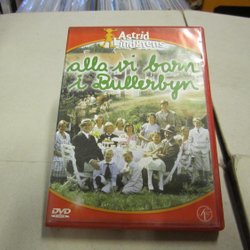 Astrid
Lindgrens
alla vi barn
i Bullerbyn
DVD